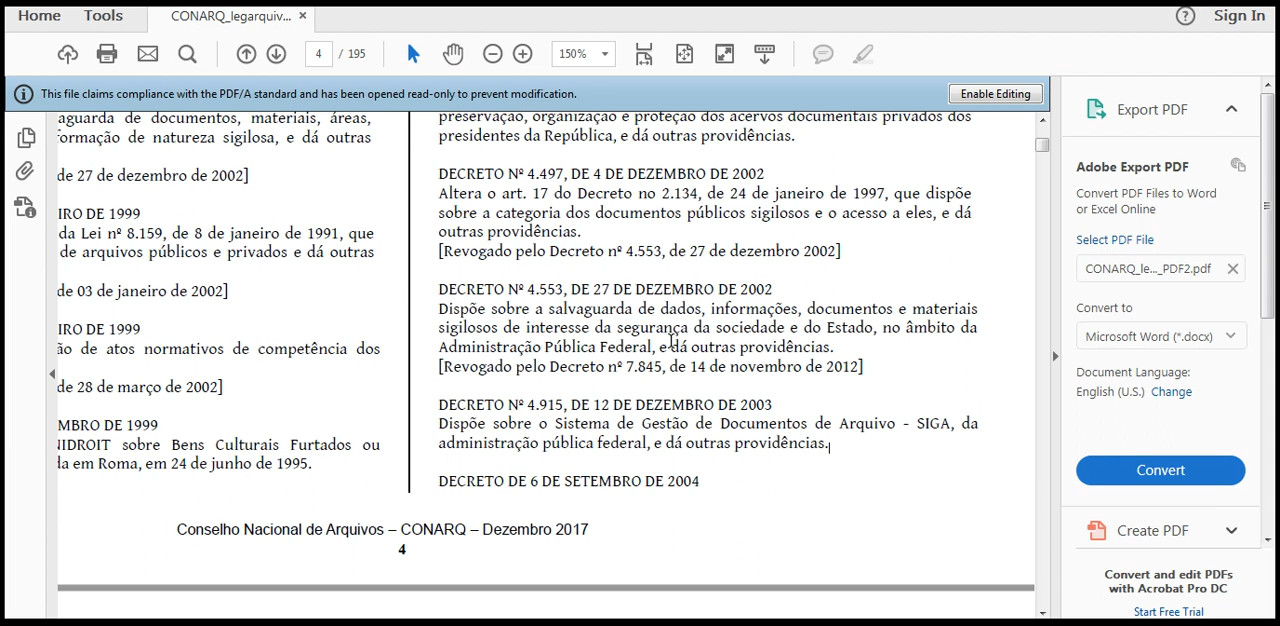 Home
Tools
CONARQ_legarquiv...
Sign In
4 / 195
150%
This file claims compliance with the PDF/A standard and has been opened read-only to prevent modification.
Enable Editing
aguarda de documentos, materiais, áreas,
formação de natureza sigilosa, e dá outras
de 27 de dezembro de 2002]
IRO DE 1999
da Lei nº 8.159, de 8 de janeiro de 1991, que
de arquivos públicos e privados e dá outras
de 03 de janeiro de 2002]
IRO DE 1999
ão de atos normativos de competência dos
de 28 de março de 2002]
MBRO DE 1999
NIDROIT sobre Bens Culturais Furtados ou
da em Roma, em 24 de junho de 1995.
preservação, organização e proteção dos acervos documentais privados dos
presidentes da República, e dá outras providências.
DECRETO Nº 4.497, DE 4 DE DEZEMBRO DE 2002
Altera o art. 17 do Decreto no 2.134, de 24 de janeiro de 1997, que dispõe
sobre a categoria dos documentos públicos sigilosos e o acesso a eles, e dá
outras providências.
[Revogado pelo Decreto nº 4.553, de 27 de dezembro 2002]
DECRETO Nº 4.553, DE 27 DE DEZEMBRO DE 2002
Dispõe sobre a salvaguarda de dados, informações, documentos e materiais
sigilosos de interesse da segurança da sociedade e do Estado, no âmbito da
Administração Pública Federal, e dá outras providências.
[Revogado pelo Decreto nº 7.845, de 14 de novembro de 2012]
DECRETO Nº 4.915, DE 12 DE DEZEMBRO DE 2003
Dispõe sobre o Sistema de Gestão de Documentos de Arquivo - SIGA, da
administração pública federal, e dá outras providências.
DECRETO DE 6 DE SETEMBRO DE 2004
Conselho Nacional de Arquivos – CONARQ – Dezembro 2017
4
Export PDF
Adobe Export PDF
Convert PDF Files to Word
or Excel Online
Select PDF File
CONARQ_le..._PDF2.pdf
Convert to
Microsoft Word (*.docx)
Document Language:
English (U.S.) Change
Convert
Create PDF
Convert and edit PDFs
with Acrobat Pro DC
Start Free Trial